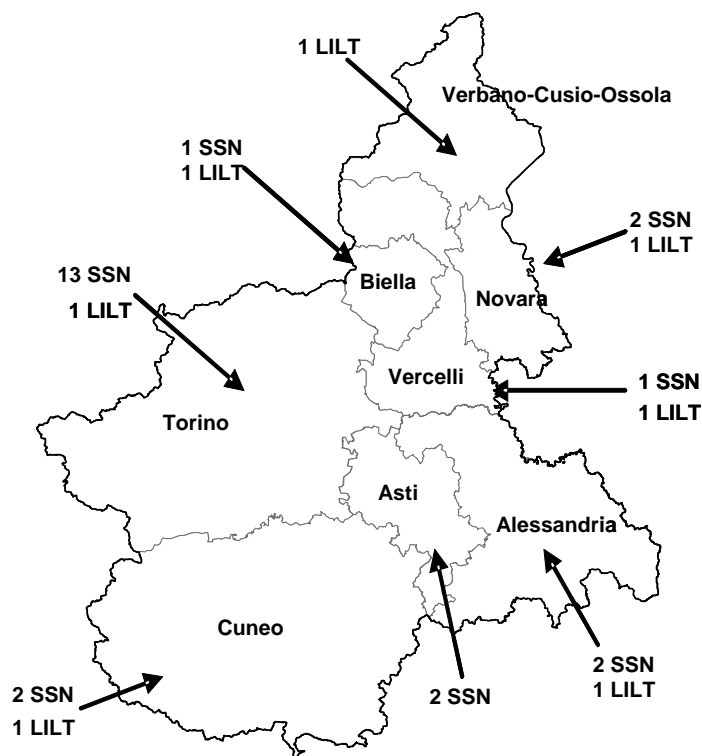 1 LILT
Verbano-Cusio-Ossola
1 SSN
1 LILT
2 SSN
1 LILT
Biella
13 SSN
1 LILT
Novara
Vercelli
1 SSN
1 LILT
Torino
Asti
Alessandria
Cuneo
2 SSN
1 LILT
2 SSN
2 SSN
1 LILT